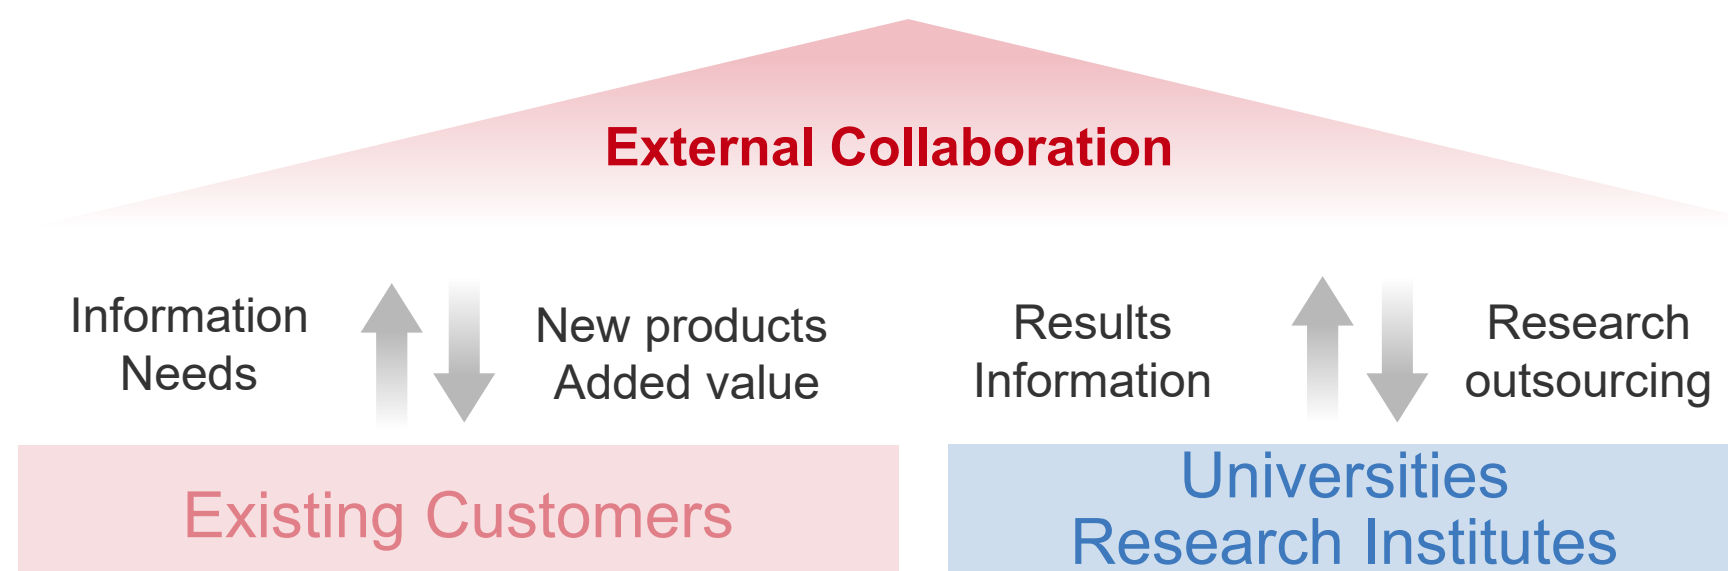 External Collaboration
Information
Needs
New products
Added value
Results
Information
Research
outsourcing
Existing Customers
Universities
Research Institutes